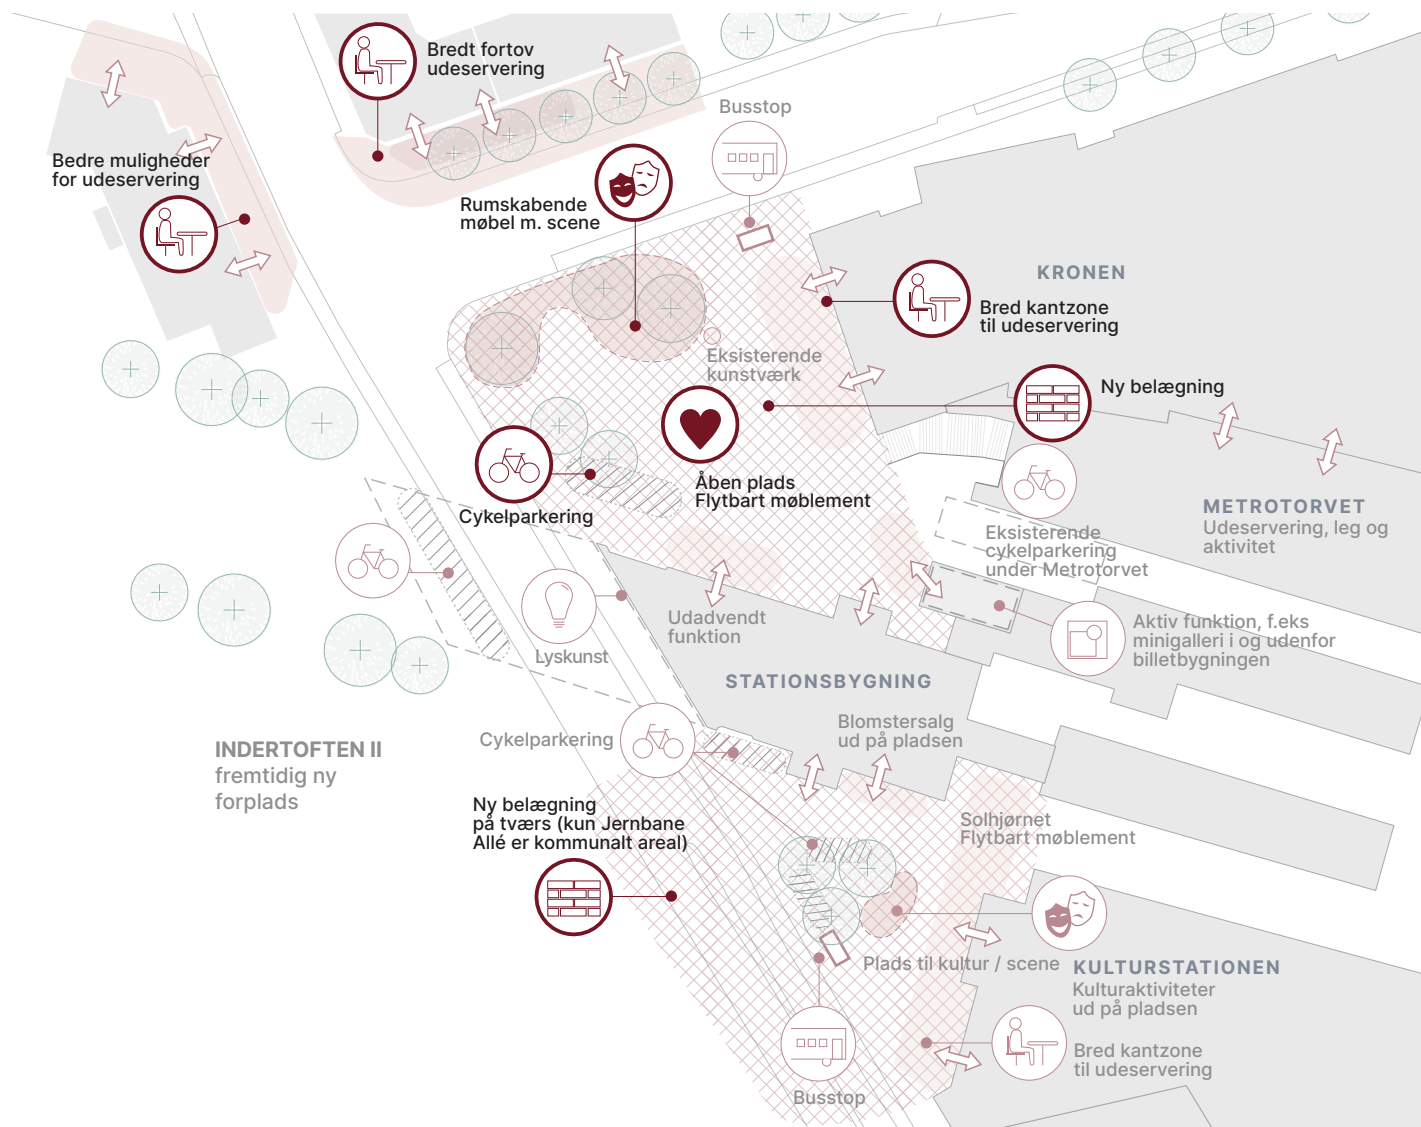 Bredt fortov
udeservering
Busstop
Bedre muligheder
for udeservering
Rumskabende
møbel m. scene
KRONEN
Bred kantzone
til udeservering
Eksisterende
kunstværk
Ny belægning
Åben plads
Flytbart møblement
Cykelparkering
METROTORVET
Udeservering, leg og
aktivitet
Eksisterende
cykelparkering
under Metrotorvet
Udadvendt
funktion
Aktiv funktion, f.eks
minigalleri i og udenfor
billetbygningen
Lyskunst
STATIONSBYGNING
Blomstersalg
ud på pladsen
Cykelparkering
INDERTOFTEN II
fremtidig ny
forplads
Ny belægning
på tværs (kun Jernbane
Allé er kommunalt areal)
Solhjørnet
Flytbart møblement
Plads til kultur / scene
KULTURSTATIONEN
Kulturaktiviteter
ud på pladsen
Bred kantzone
til udeservering
Busstop